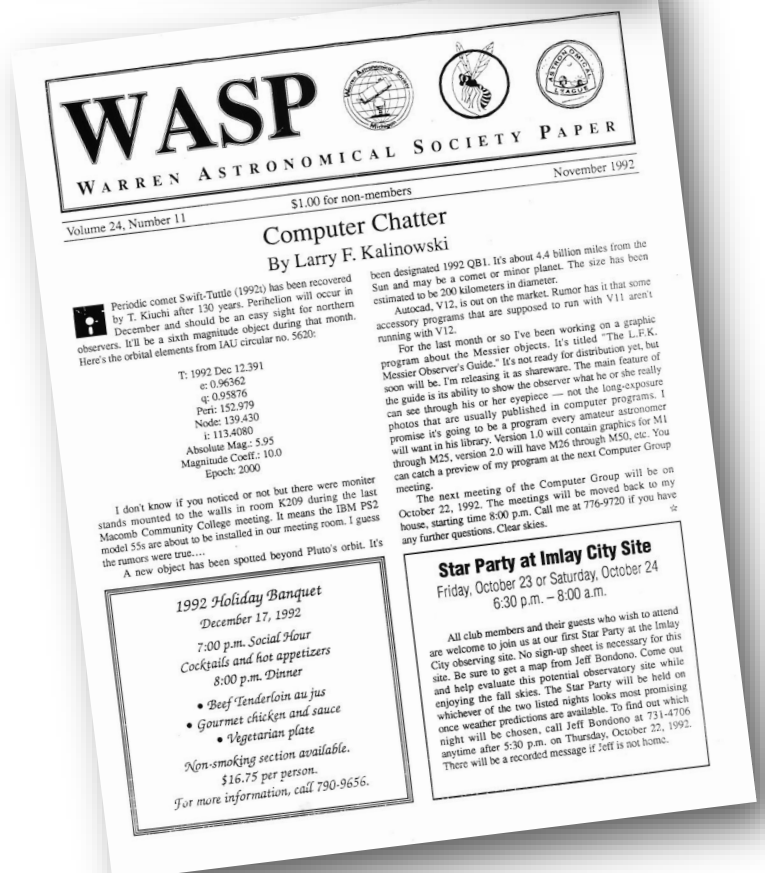 WASP
WARREN ASTRONOMICAL SOCIETY PAPER
Volume 24, Number 11
$1.00 for non-members
November 1992
Computer Chatter
By Larry F. Kalinowski
Periodic comet Swift-Tuttle (1992t) has been recovered
by T. Kiuchi after 130 years. Perihelion will occur in
December and should be an easy sight for northern
observers. It'll be a sixth magnitude object during that month.
Here's the orbital elements from IAU circular no. 5620:
T: 1992 Dec 12.391
e: 0.96362
q: 0.95876
Peri: 152.979
Node: 139.430
i: 113.4080
Absolute Mag.: 5.95
Magnitude Coeff.: 10.0
Epoch: 2000
I don't know if you noticed or not but there were moniter
stands mounted to the walls in room K209 during the last
Macomb Community College meeting. It means the IBM PS2
model 55s are about to be installed in our meeting room. I guess
the rumors were true....
A new object has been spotted beyond Pluto's orbit. It's
been designated 1992 QB1. It's about 4.4 billion miles from the
Sun and may be a comet or minor planet. The size has been
estimated to be 200 kilometers in diameter.
Autocad, V12, is out on the market. Rumor has it that some
accessory programs that are supposed to run with V11 aren't
running with V12.
For the last month or so I've been working on a graphic
program about the Messier objects. It's titled "The L.F.K.
Messier Observer's Guide." It's not ready for distribution yet, but
soon will be. I'm releasing it as shareware. The main feature of
the guide is its ability to show the observer what he or she really
can see through his or her eyepiece — not the long-exposure
photos that are usually published in computer programs. I
promise it's going to be a program every amateur astronomer
will want in his library. Version 1.0 will contain graphics for M1
through M25, version 2.0 will have M26 through M50, etc. You
can catch a preview of my program at the next Computer Group
meeting.
The next meeting of the Computer Group will be on
October 22, 1992. The meetings will be moved back to my
house, starting time 8:00 p.m. Call me at 776-9720 if you have
any further questions. Clear skies. ☆
1992 Holiday Banquet
December 17, 1992
7:00 p.m. Social Hour
Cocktails and hot appetizers
8:00 p.m. Dinner
• Beef Tenderloin au jus
• Gourmet chicken and sauce
• Vegetarian plate
Non-smoking section available.
$16.75 per person.
For more information, call 790-9656.
Star Party at Imlay City Site
Friday, October 23 or Saturday, October 24
6:30 p.m. – 8:00 a.m.
All club members and their guests who wish to attend
are welcome to join us at our first Star Party at the Imlay
City observing site. No sign-up sheet is necessary for this
site. Be sure to get a map from Jeff Bondono. Come out
and help evaluate this potential observatory site while
enjoying the fall skies. The Star Party will be held on
whichever of the two listed nights looks most promising
once weather predictions are available. To find out which
night will be chosen, call Jeff Bondono at 731-4706
anytime after 5:30 p.m. on Thursday, October 22, 1992.
There will be a recorded message if Jeff is not home.